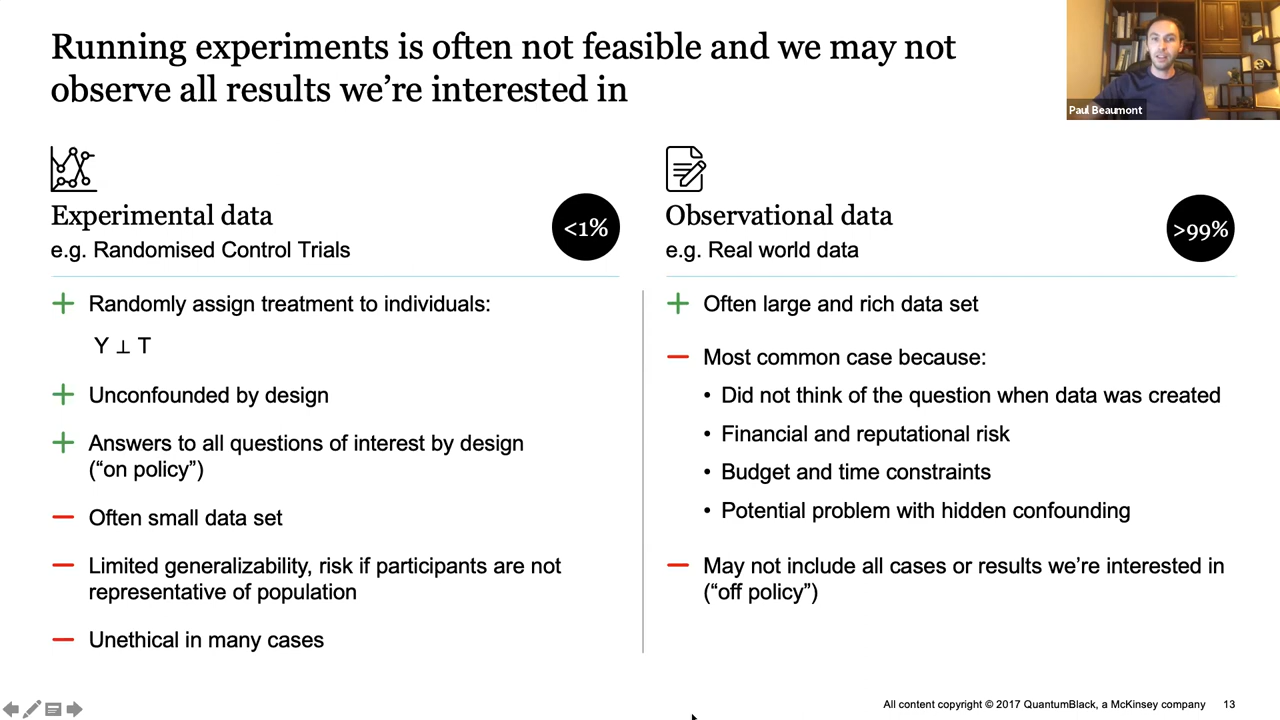 Running experiments is often not feasible and we may not
observe all results we're interested in
Paul Beaumont
Experimental data
e.g. Randomised Control Trials
<1%
Randomly assign treatment to individuals:
Y ⊥ T
Unconfounded by design
Answers to all questions of interest by design
(“on policy”)
Often small data set
Limited generalizability, risk if participants are not
representative of population
Unethical in many cases
Observational data
e.g. Real world data
>99%
Often large and rich data set
Most common case because:
• Did not think of the question when data was created
• Financial and reputational risk
• Budget and time constraints
• Potential problem with hidden confounding
May not include all cases or results we're interested in
(“off policy”)
All content copyright © 2017 QuantumBlack, a McKinsey company 13